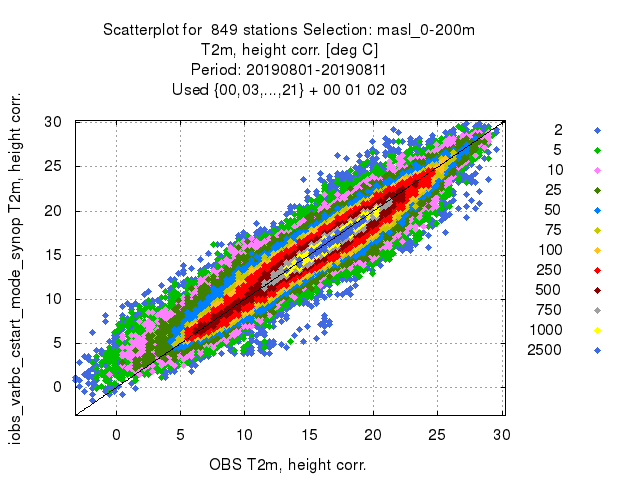 Scatterplot for  849 stations Selection: masl_0-200m
T2m, height corr. [deg C]
Period: 20190801-20190811
Used {00,03,...,21} + 00 01 02 03
iobs_varbc_cstart_mode_synop T2m, height corr.
30
25
20
15
10
5
0
0 5 10 15 20 25 30
OBS T2m, height corr.
2
5
10
25
50
75
100
250
500
750
1000
2500